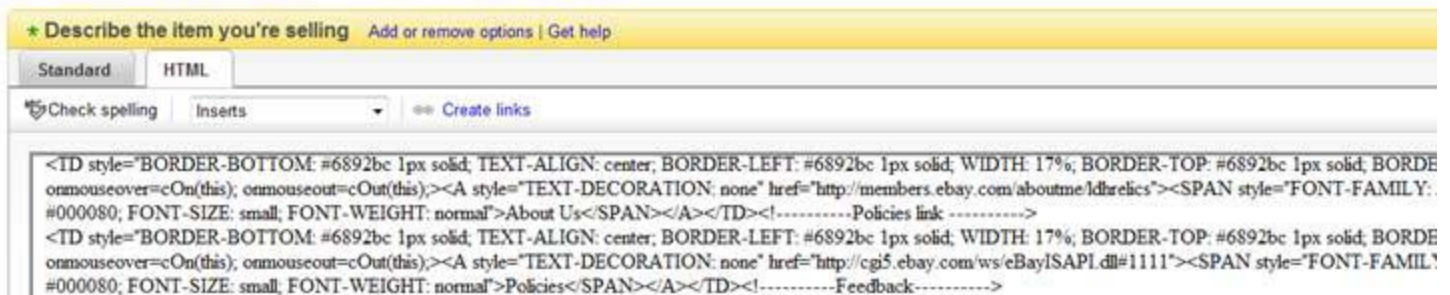 * Describe the item you're selling Add or remove options | Get help
Standard HTML
Check spelling Inserts Create links
<TD style="BORDER-BOTTOM: #6892bc 1px solid; TEXT-ALIGN: center; BORDER-LEFT: #6892bc 1px solid; WIDTH: 17%; BORDER-TOP: #6892bc 1px solid; BORDE
onmouseover=cOn(this); onmouseout=cOut(this);><A style="TEXT-DECORATION: none" href="http://members.ebay.com/aboutme/ldhrelics"><SPAN style="FONT-FAMILY:
#000080; FONT-SIZE: small; FONT-WEIGHT: normal">About Us</SPAN></A></TD><!----------Policies link ---------->
<TD style="BORDER-BOTTOM: #6892bc 1px solid; TEXT-ALIGN: center; BORDER-LEFT: #6892bc 1px solid; WIDTH: 17%; BORDER-TOP: #6892bc 1px solid; BORDE
onmouseover=cOn(this); onmouseout=cOut(this);><A style="TEXT-DECORATION: none" href="http://cgi5.ebay.com/ws/eBayISAPI.dll#1111"><SPAN style="FONT-FAMILY
#000080; FONT-SIZE: small; FONT-WEIGHT: normal">Policies</SPAN></A></TD><!----------Feedback---------->